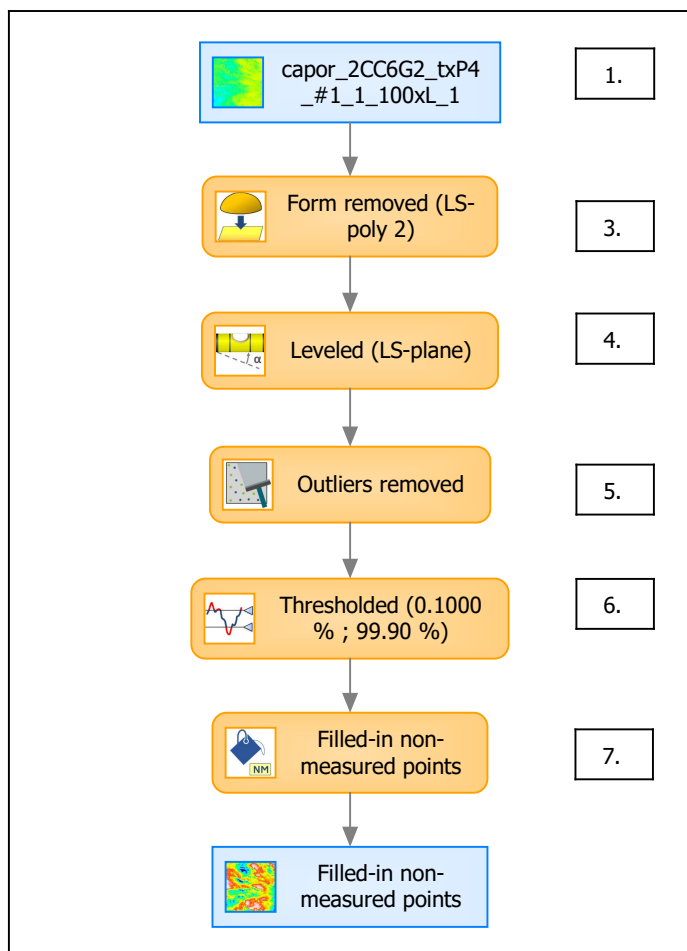 capor_2CC6G2_txP4
_#1_1_100xL_1
1.
Form removed (LS-
poly 2)
3.
α
Leveled (LS-plane)
4.
Outliers removed
5.
Thresholded (0.1000
% ; 99.90 %)
6.
NM
Filled-in non-
measured points
7.
Filled-in non-
measured points